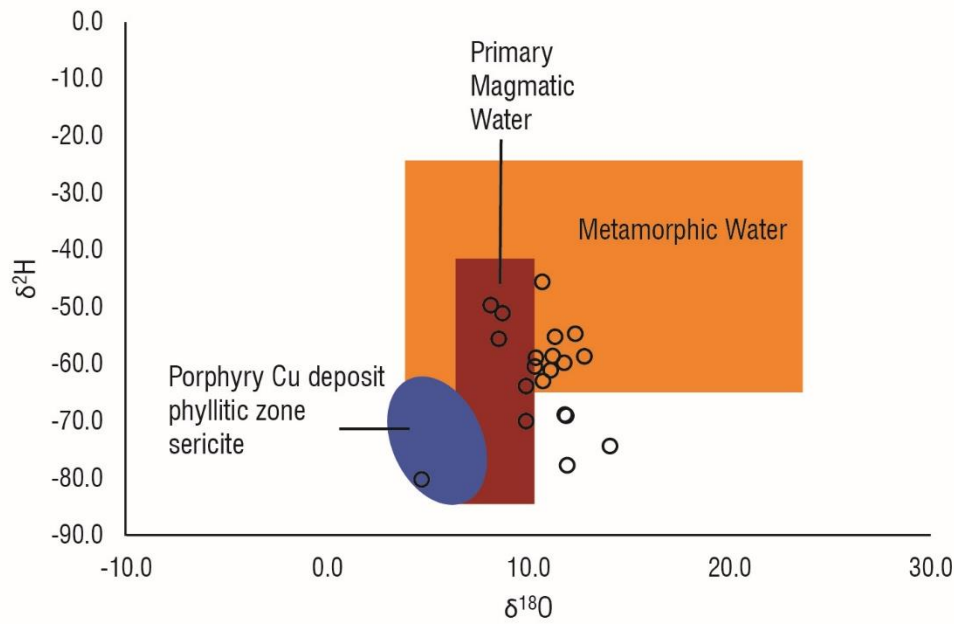 0.0
-10.0
-20.0
-30.0
-40.0
-50.0
-60.0
-70.0
-80.0
-90.0
δ²H
Primary
Magmatic
Water
Metamorphic Water
Porphyry Cu deposit
phyllitic zone
sericite
-10.0 0.0 10.0 20.0 30.0
δ¹⁸O